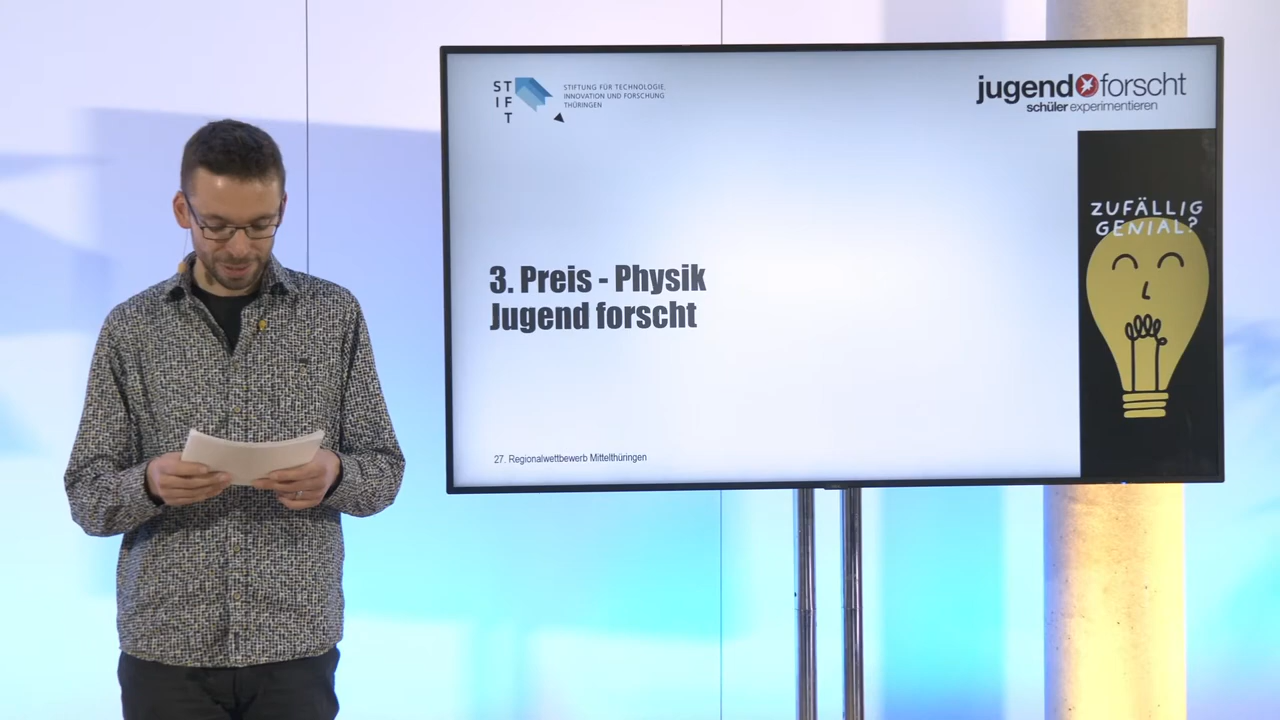 ST
IF
T
STIFTUNG FÜR TECHNOLOGIE,
INNOVATION UND FORSCHUNG
THÜRINGEN
jugend forscht
schüler experimentieren
ZUFÄLLIG
GENIAL?
3. Preis - Physik
Jugend forscht
27. Regionalwettbewerb Mittelthüringen